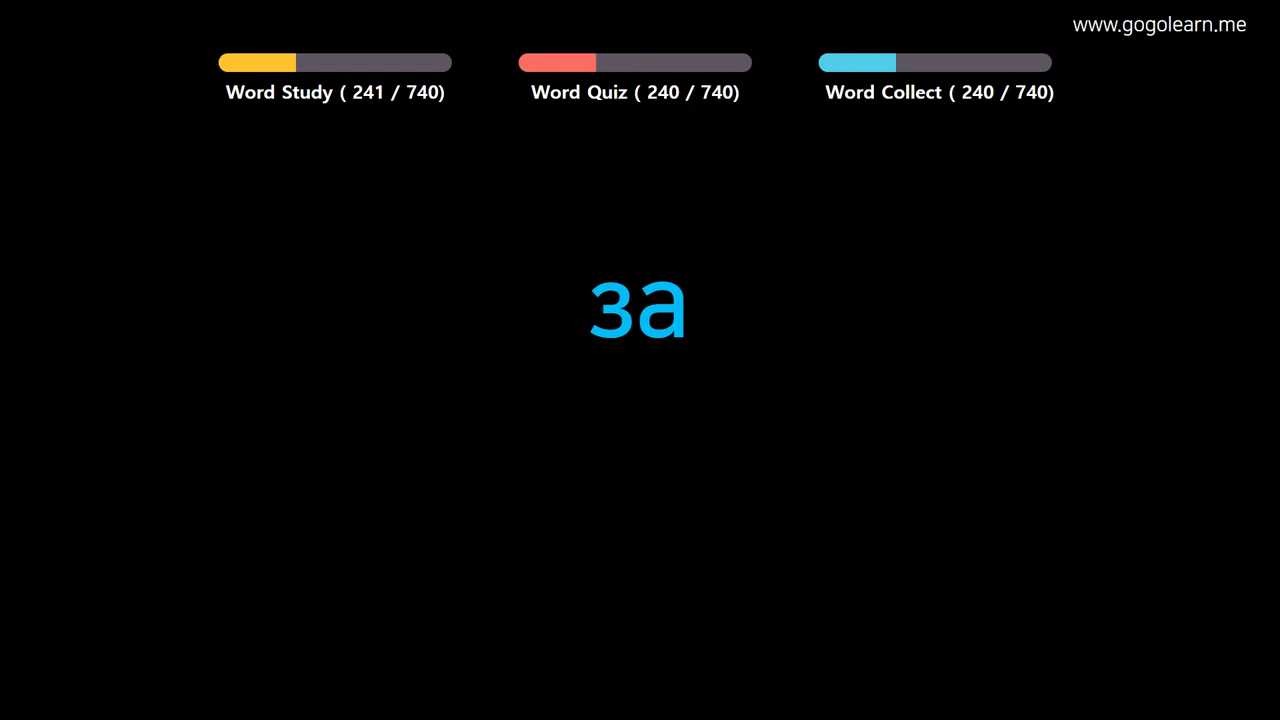 www.gogolearn.me
Word Study ( 241 / 740)
Word Quiz ( 240 / 740)
Word Collect ( 240 / 740)
за